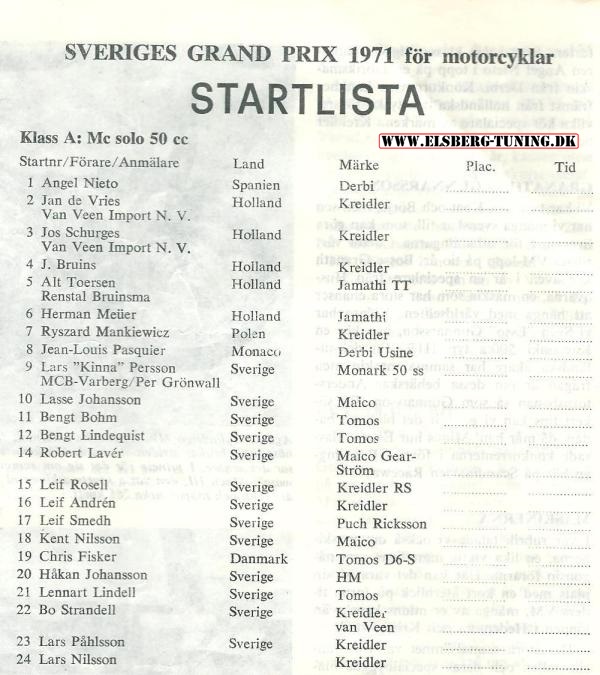 SVERIGES GRAND PRIX 1971 för motorcyklar
STARTLISTA
Klass A: Mc solo 50 cc
WWW.ELSBERG-TUNING.DK
Startnr/Förare/Anmälare Land Märke Plac. Tid
1 Angel Nieto Spanien Derbi
2 Jan de Vries Holland Kreidler
Van Veen Import N. V.
3 Jos Schurges Holland Kreidler
Van Veen Import N. V.
4 J. Bruins Holland Kreidler
5 Alt Toersen Holland Jamathi TT
Renstal Bruinsma
6 Herman Meüer Holland Jamathi
7 Ryszard Mankiewicz Polen Kreidler
8 Jean-Louis Pasquier Monaco Derbi Usine
9 Lars "Kinna" Persson Sverige Monark 50 ss
MCB-Varberg/Per Grönwall
10 Lasse Johansson Sverige Maico
11 Bengt Bohm Sverige Tomos
12 Bengt Lindequist Sverige Tomos
14 Robert Lavér Sverige Maico Gear-
Ström
15 Leif Rosell Sverige Kreidler RS
16 Leif Andrén Sverige Kreidler
17 Leif Smedh Sverige Puch Ricksson
18 Kent Nilsson Sverige Maico
19 Chris Fisker Danmark Tomos D6-S
20 Håkan Johansson Sverige HM
21 Lennart Lindell Sverige Tomos
22 Bo Strandell Sverige Kreidler
van Veen
23 Lars Påhlsson Sverige Kreidler
24 Lars Nilsson Kreidler